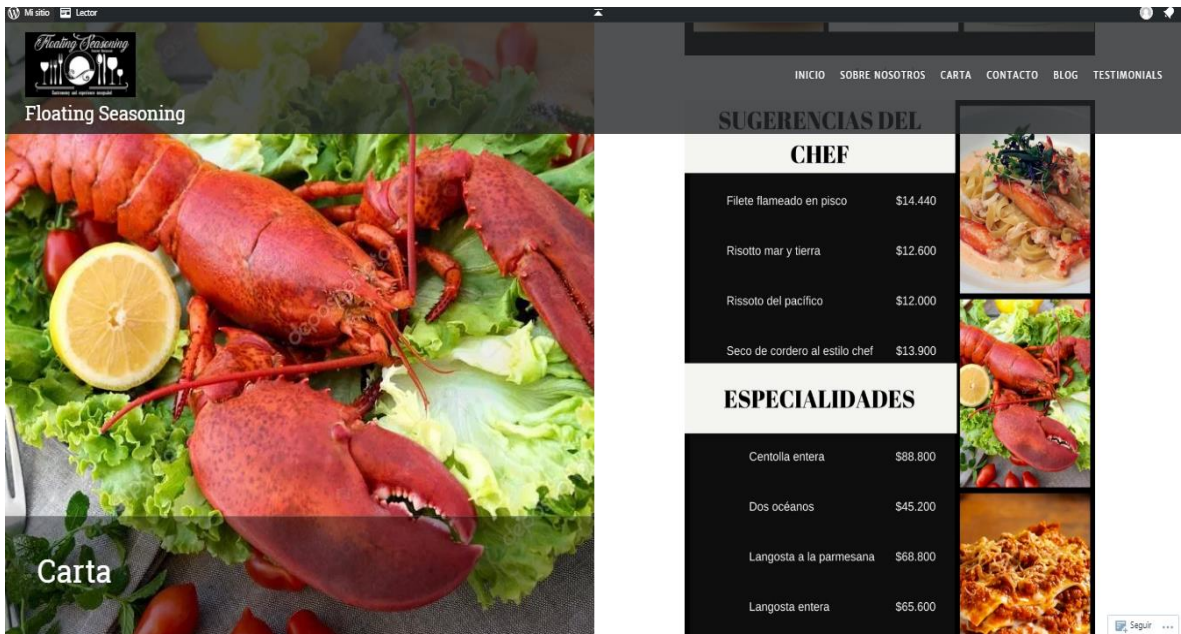 Mi sitio
Lector
Floating Seasoning
Floating Seasoning
INICIO SOBRE NOSOTROS CARTA CONTACTO BLOG TESTIMONIALS
depositphotos
Carta
SUGERENCIAS DEL
CHEF
Filete flameado en pisco $14.440
Risotto mar y tierra $12.600
Rissoto del pacífico $12.000
Seco de cordero al estilo chef $13.900
ESPECIALIDADES
Centolla entera $88.800
Dos océanos $45.200
Langosta a la parmesana $68.800
Langosta entera $65.600
Seguir